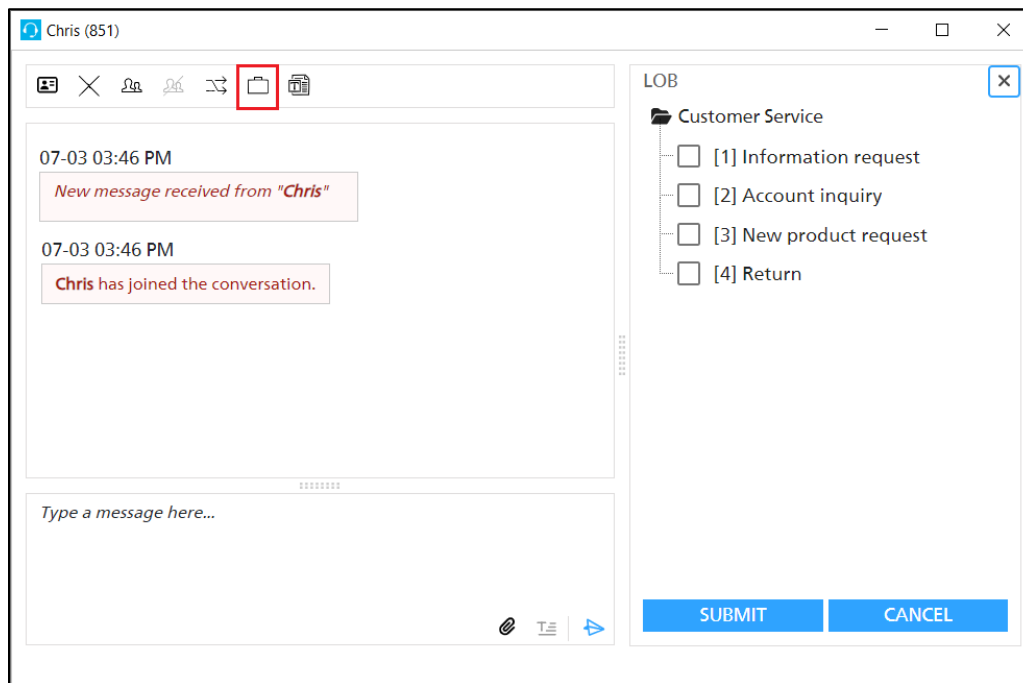 Chris (851)
07-03 03:46 PM
New message received from "Chris"
07-03 03:46 PM
Chris has joined the conversation.
Type a message here...
LOB
Customer Service
[1] Information request
[2] Account inquiry
[3] New product request
[4] Return
SUBMIT
CANCEL